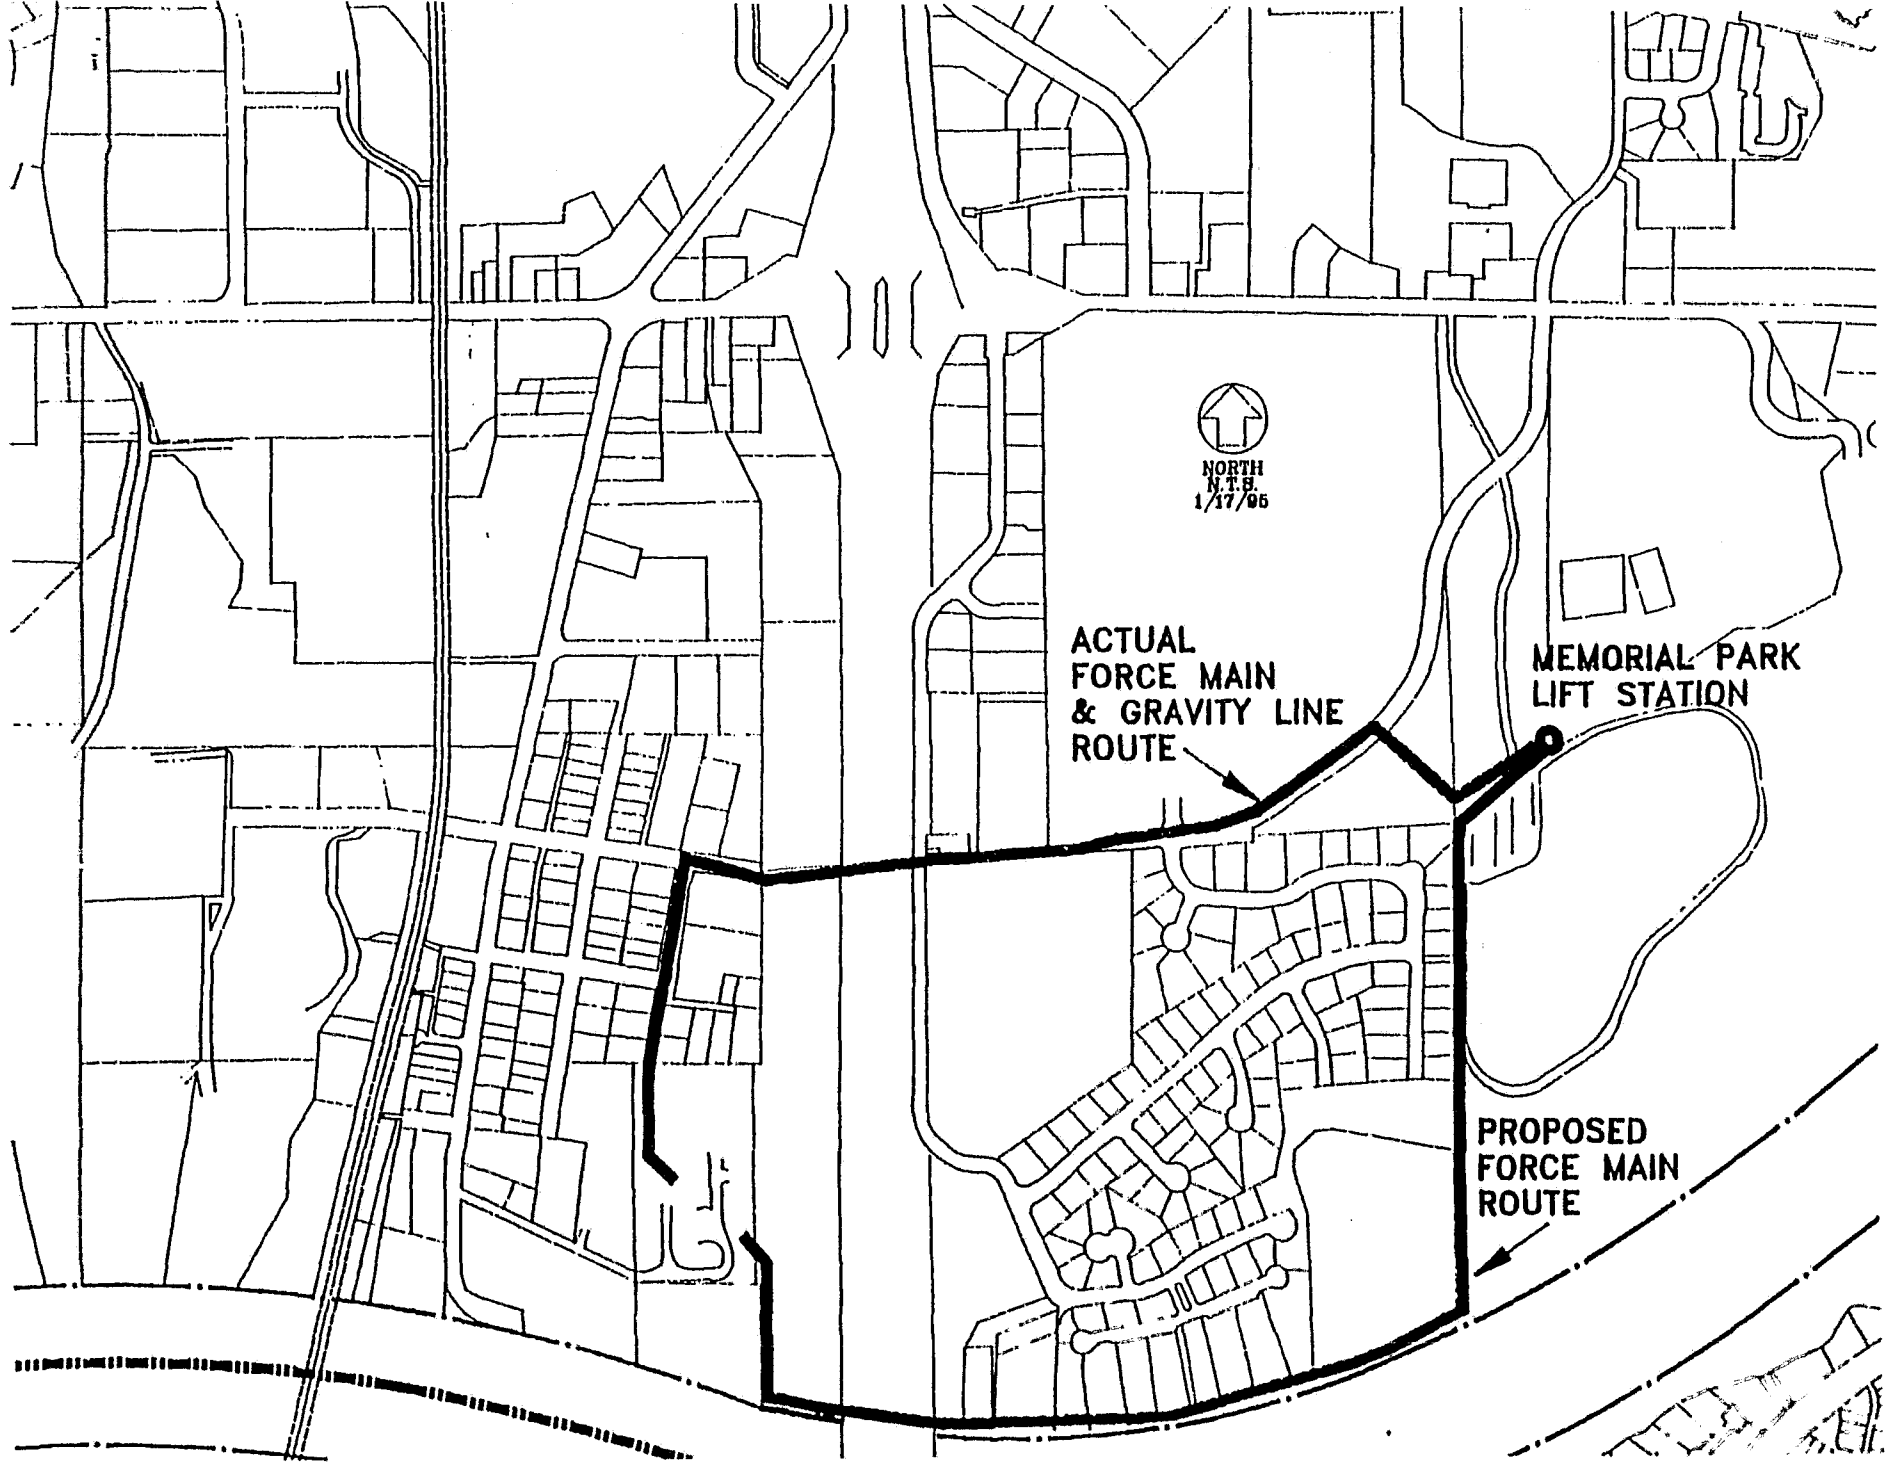 NORTH
N.T.S.
1/17/95
ACTUAL
FORCE MAIN
& GRAVITY LINE
ROUTE
MEMORIAL PARK
LIFT STATION
PROPOSED
FORCE MAIN
ROUTE